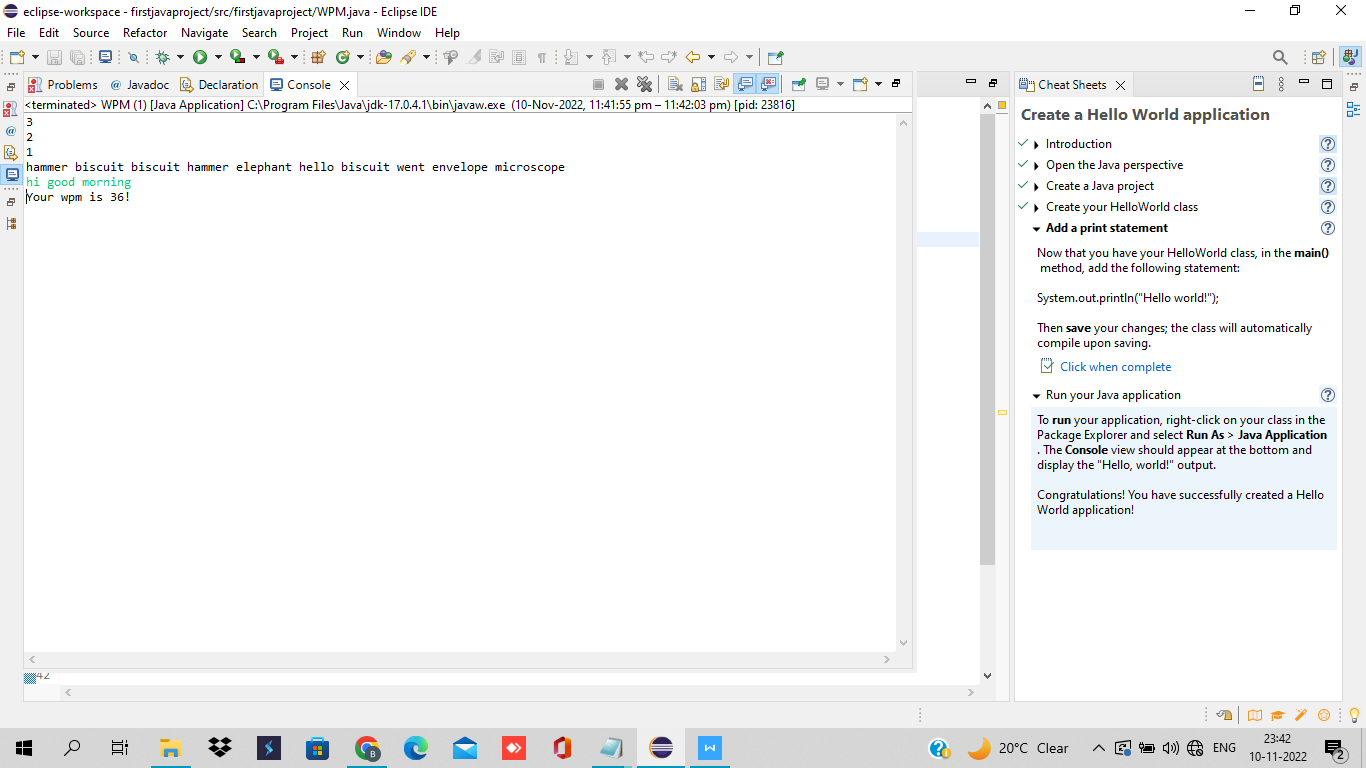 eclipse-workspace - firstjavaproject/src/firstjavaproject/WPM.java - Eclipse IDE
File Edit Source Refactor Navigate Search Project Run Window Help
Problems @ Javadoc Declaration Console
<terminated> WPM (1) [Java Application] C:\Program Files\Java\jdk-17.0.4.1\bin\javaw.exe (10-Nov-2022, 11:41:55 pm – 11:42:03 pm) [pid: 23816]
3
2
1
hammer biscuit biscuit hammer elephant hello biscuit went envelope microscope
hi good morning
Your wpm is 36!
42
Cheat Sheets
Create a Hello World application
Introduction
Open the Java perspective
Create a Java project
Create your HelloWorld class
Add a print statement
Now that you have your HelloWorld class, in the main()
method, add the following statement:
System.out.println("Hello world!");
Then save your changes; the class will automatically
compile upon saving.
Click when complete
Run your Java application
To run your application, right-click on your class in the
Package Explorer and select Run As > Java Application
. The Console view should appear at the bottom and
display the "Hello, world!" output.
Congratulations! You have successfully created a Hello
World application!
20°C Clear
ENG
23:42
10-11-2022
2